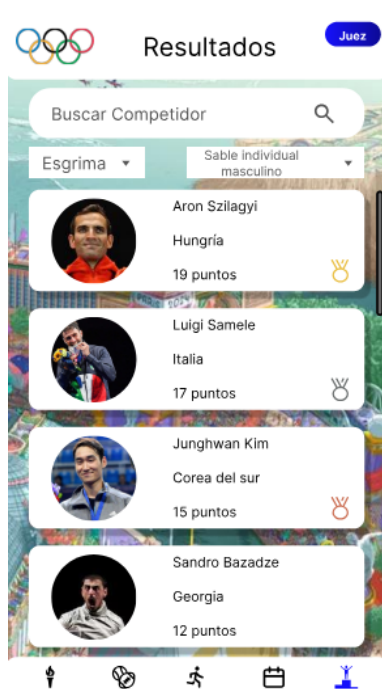 Resultados
Juez
Buscar Competidor
Esgrima
Sable individual
masculino
Aron Szilagyi
Hungría
19 puntos
Luigi Samele
Italia
17 puntos
Junghwan Kim
Corea del sur
15 puntos
Sandro Bazadze
Georgia
12 puntos